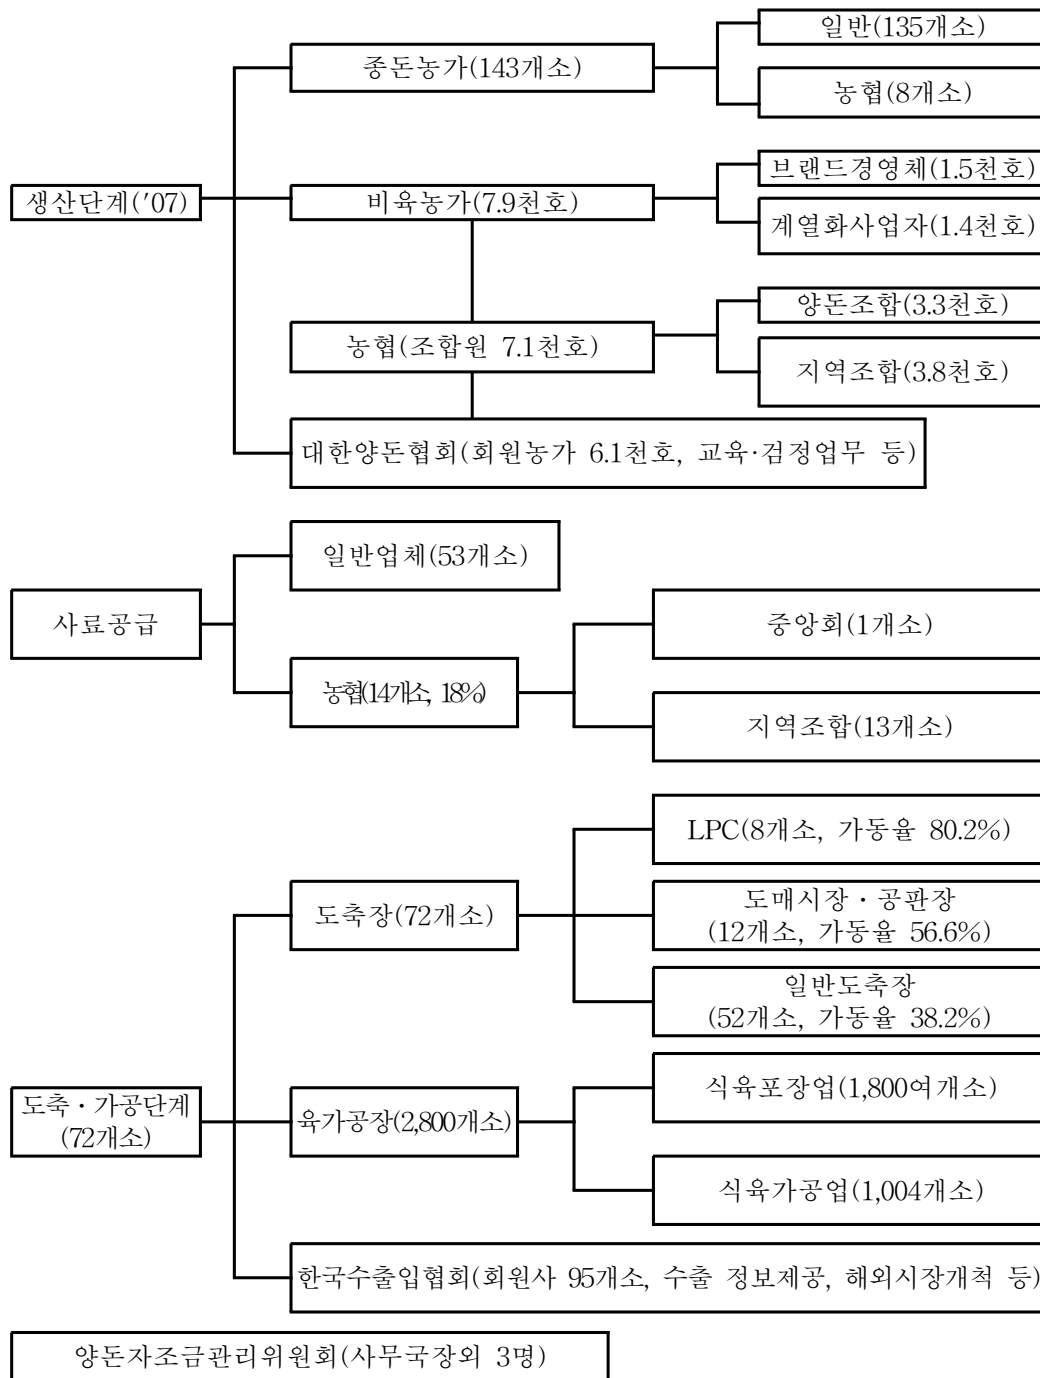 일반(135개소)
종돈농가(143개소)
농협(8개소)
브랜드경영체(1.5천호)
생산단계('07)
비육농가(7.9천호)
계열화사업자(1.4천호)
양돈조합(3.3천호)
농협(조합원 7.1천호)
지역조합(3.8천호)
대한양돈협회(회원농가 6.1천호, 교육·검정업무 등)
일반업체(53개소)
사료공급
중앙회(1개소)
농협(14개소, 18%)
지역조합(13개소)
LPC(8개소, 가동율 80.2%)
도축장(72개소)
도매시장·공판장
(12개소, 가동율 56.6%)
일반도축장
(52개소, 가동율 38.2%)
식육포장업(1,800여개소)
도축·가공단계
(72개소)
육가공장(2,800개소)
식육가공업(1,004개소)
한국수출입협회(회원사 95개소, 수출 정보제공, 해외시장개척 등)
양돈자조금관리위원회(사무국장외 3명)